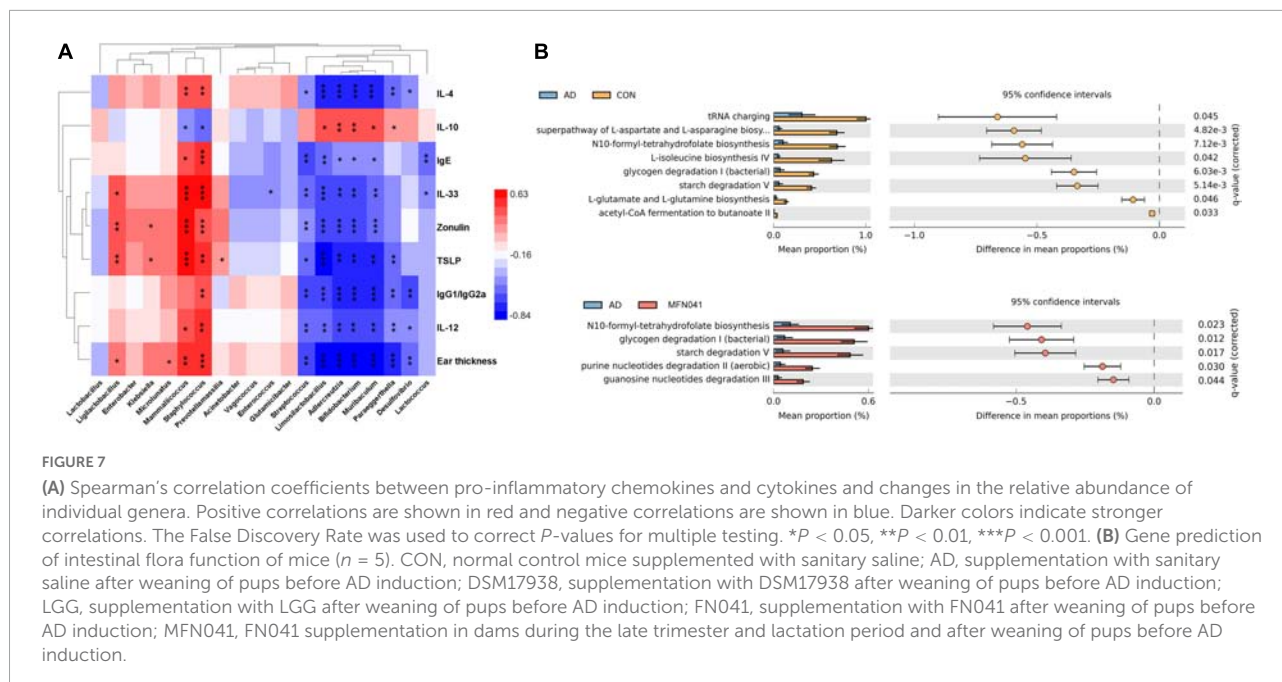 A
IL-4
IL-10
IgE
IL-33
Zonulin
TSLP
IgG1/IgG2a
IL-12
Ear thickness
0.63
-0.16
-0.84
Lactobacillus
Ligilactobacillus
Enterobacter
Klebsiella
Mammaliicoccus
Staphylococcus
Prevotellamassilia
Acinetobacter
Vagococcus
Enterococcus
Glutamicibacter
Streptococcus
Limosilactobacillus
Adlercreutzia
Bifidobacterium
Muribaculum
Paraeggerthella
Desulfovibrio
Lactococcus
B
AD CON
95% confidence intervals
tRNA charging 0.045
superpathway of L-aspartate and L-asparagine biosy... 4.82e-3
N10-formyl-tetrahydrofolate biosynthesis 7.12e-3
L-isoleucine biosynthesis IV 0.042
glycogen degradation I (bacterial) 6.03e-3
starch degradation V 5.14e-3
L-glutamate and L-glutamine biosynthesis 0.046
acetyl-CoA fermentation to butanoate II 0.033
q-value (corrected)
0.0 1.0 −1.0 −0.5 0.0
Mean proportion (%) Difference in mean proportions (%)
AD MFN041
95% confidence intervals
N10-formyl-tetrahydrofolate biosynthesis 0.023
glycogen degradation I (bacterial) 0.012
starch degradation V 0.017
purine nucleotides degradation II (aerobic) 0.030
guanosine nucleotides degradation III 0.044
q-value (corrected)
0.0 0.6 −0.5 0.0
Mean proportion (%) Difference in mean proportions (%)
FIGURE 7
(A) Spearman's correlation coefficients between pro-inflammatory chemokines and cytokines and changes in the relative abundance of
individual genera. Positive correlations are shown in red and negative correlations are shown in blue. Darker colors indicate stronger
correlations. The False Discovery Rate was used to correct P-values for multiple testing. *P < 0.05, **P < 0.01, ***P < 0.001. (B) Gene prediction
of intestinal flora function of mice (n = 5). CON, normal control mice supplemented with sanitary saline; AD, supplementation with sanitary
saline after weaning of pups before AD induction; DSM17938, supplementation with DSM17938 after weaning of pups before AD induction;
LGG, supplementation with LGG after weaning of pups before AD induction; FN041, supplementation with FN041 after weaning of pups before
AD induction; MFN041, FN041 supplementation in dams during the late trimester and lactation period and after weaning of pups before AD
induction.